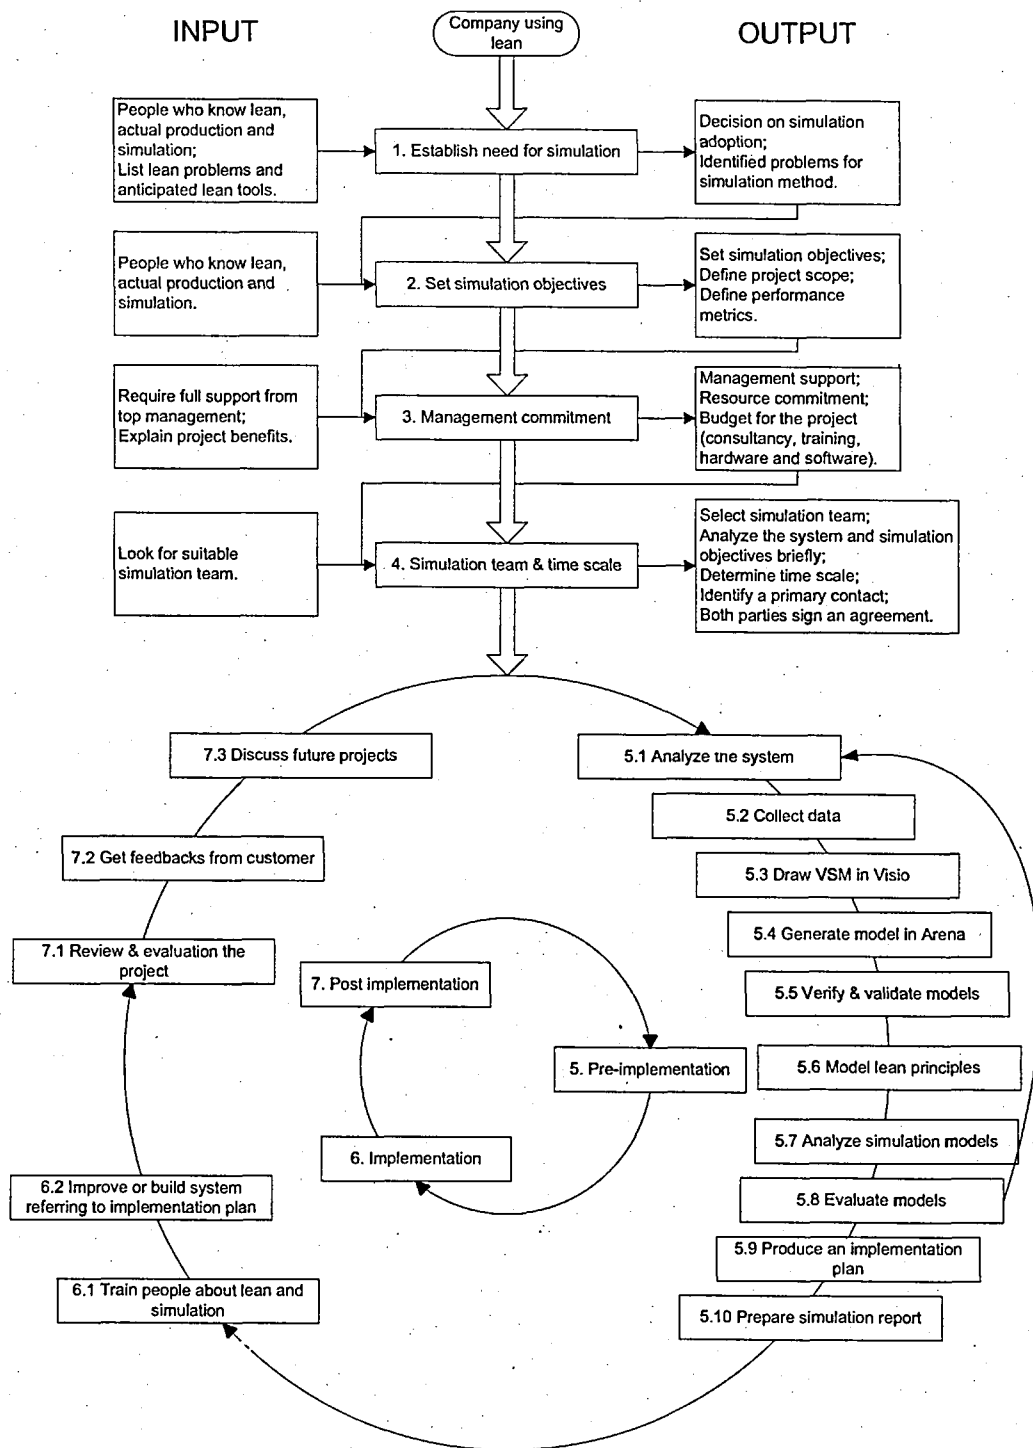 INPUT
Company using
lean
OUTPUT
People who know lean,
actual production and
simulation;
List lean problems and
anticipated lean tools.
1. Establish need for simulation
Decision on simulation
adoption;
Identified problems for
simulation method.
People who know lean,
actual production and
simulation.
2. Set simulation objectives
Set simulation objectives;
Define project scope;
Define performance
metrics.
Require full support from
top management;
Explain project benefits.
3. Management commitment
Management support;
Resource commitment;
Budget for the project
(consultancy, training,
hardware and software).
Look for suitable
simulation team.
4. Simulation team & time scale
Select simulation team;
Analyze the system and simulation
objectives briefly;
Determine time scale;
Identify a primary contact;
Both parties sign an agreement.
7.3 Discuss future projects
5.1 Analyze the system
5.2 Collect data
7.2 Get feedbacks from customer
5.3 Draw VSM in Visio
5.4 Generate model in Arena
7.1 Review & evaluation the
project
7. Post implementation
5.5 Verify & validate models
5. Pre-implementation
5.6 Model lean principles
5.7 Analyze simulation models
6. Implementation
6.2 Improve or build system
referring to implementation plan
5.8 Evaluate models
5.9 Produce an implementation
plan
6.1 Train people about lean and
simulation
5.10 Prepare simulation report